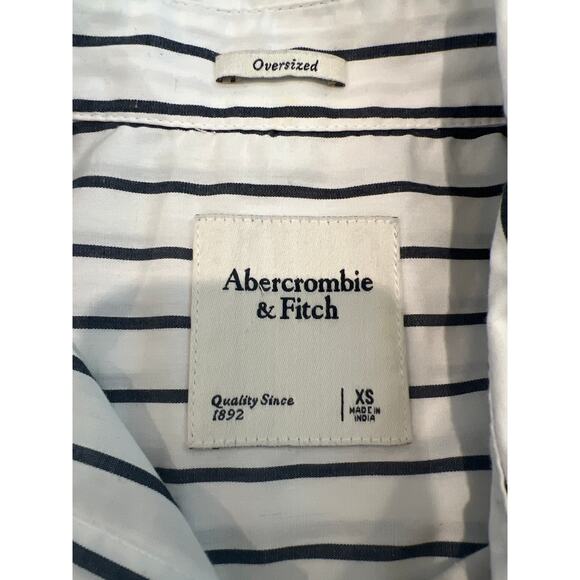 Oversized
Abercrombie
& Fitch
Quality Since
1892
XS
MADE IN
INDIA